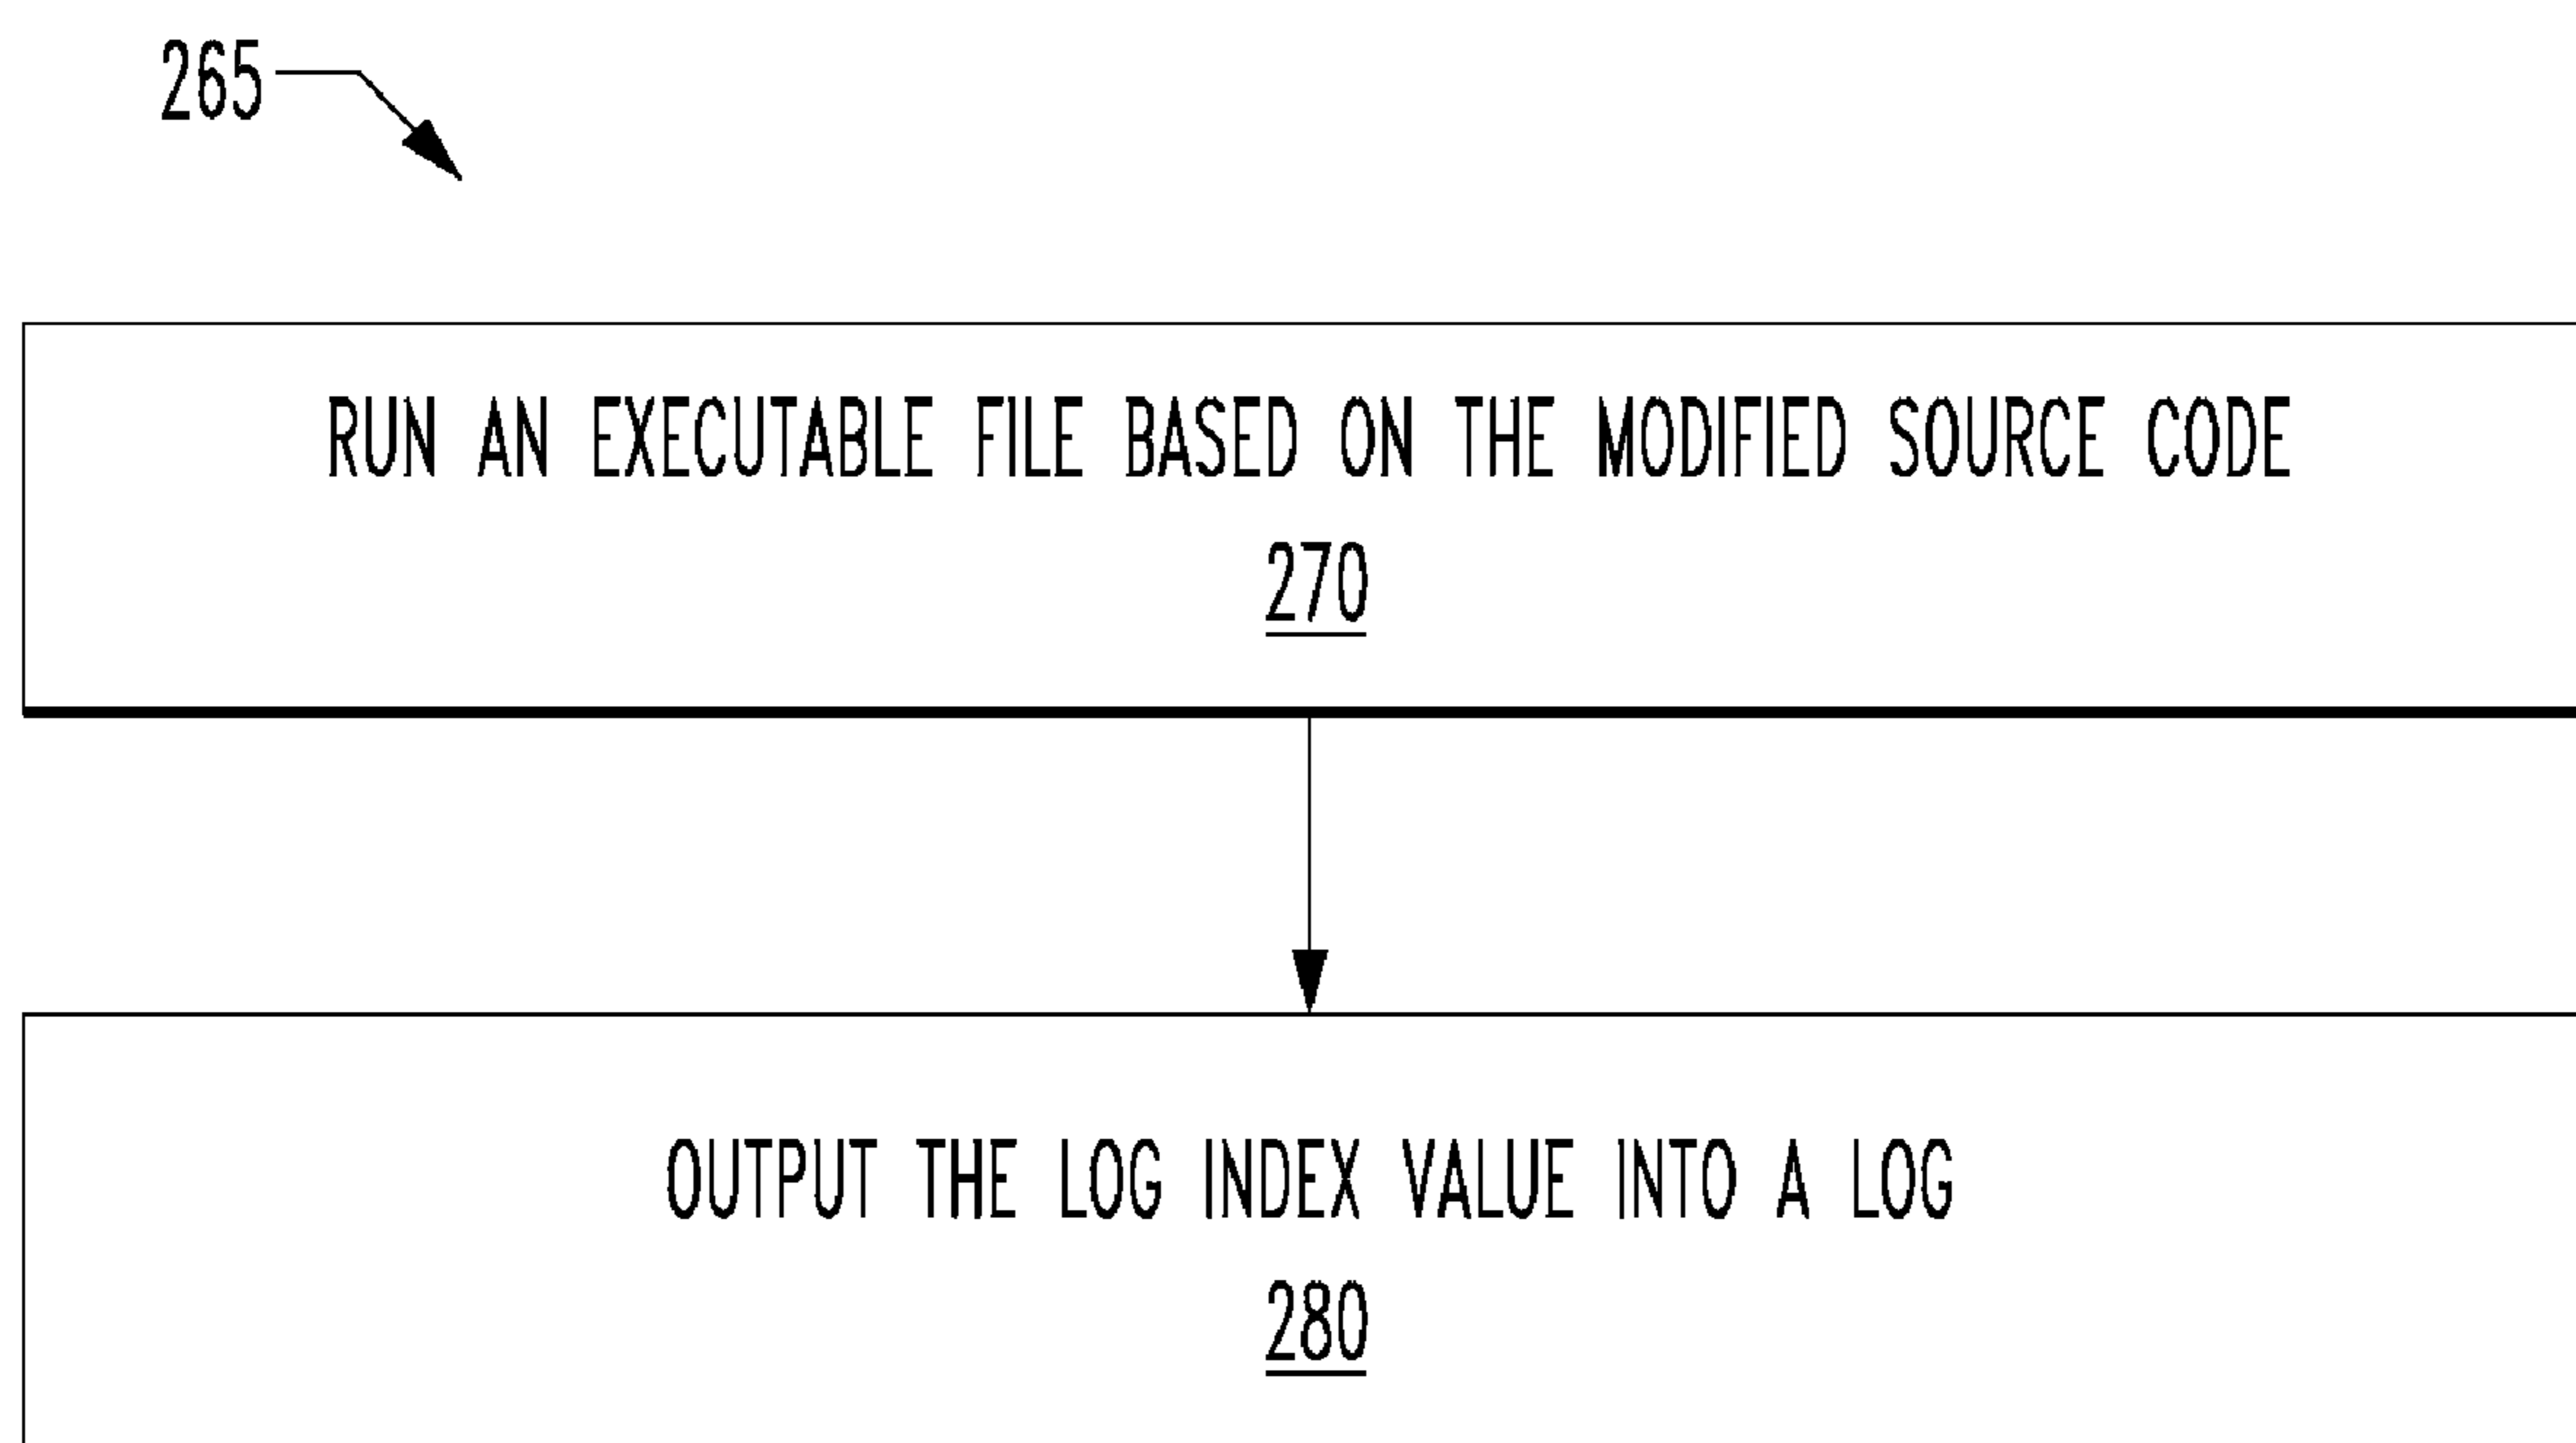 265
RUN AN EXECUTABLE FILE BASED ON THE MODIFIED SOURCE CODE
270
OUTPUT THE LOG INDEX VALUE INTO A LOG
280